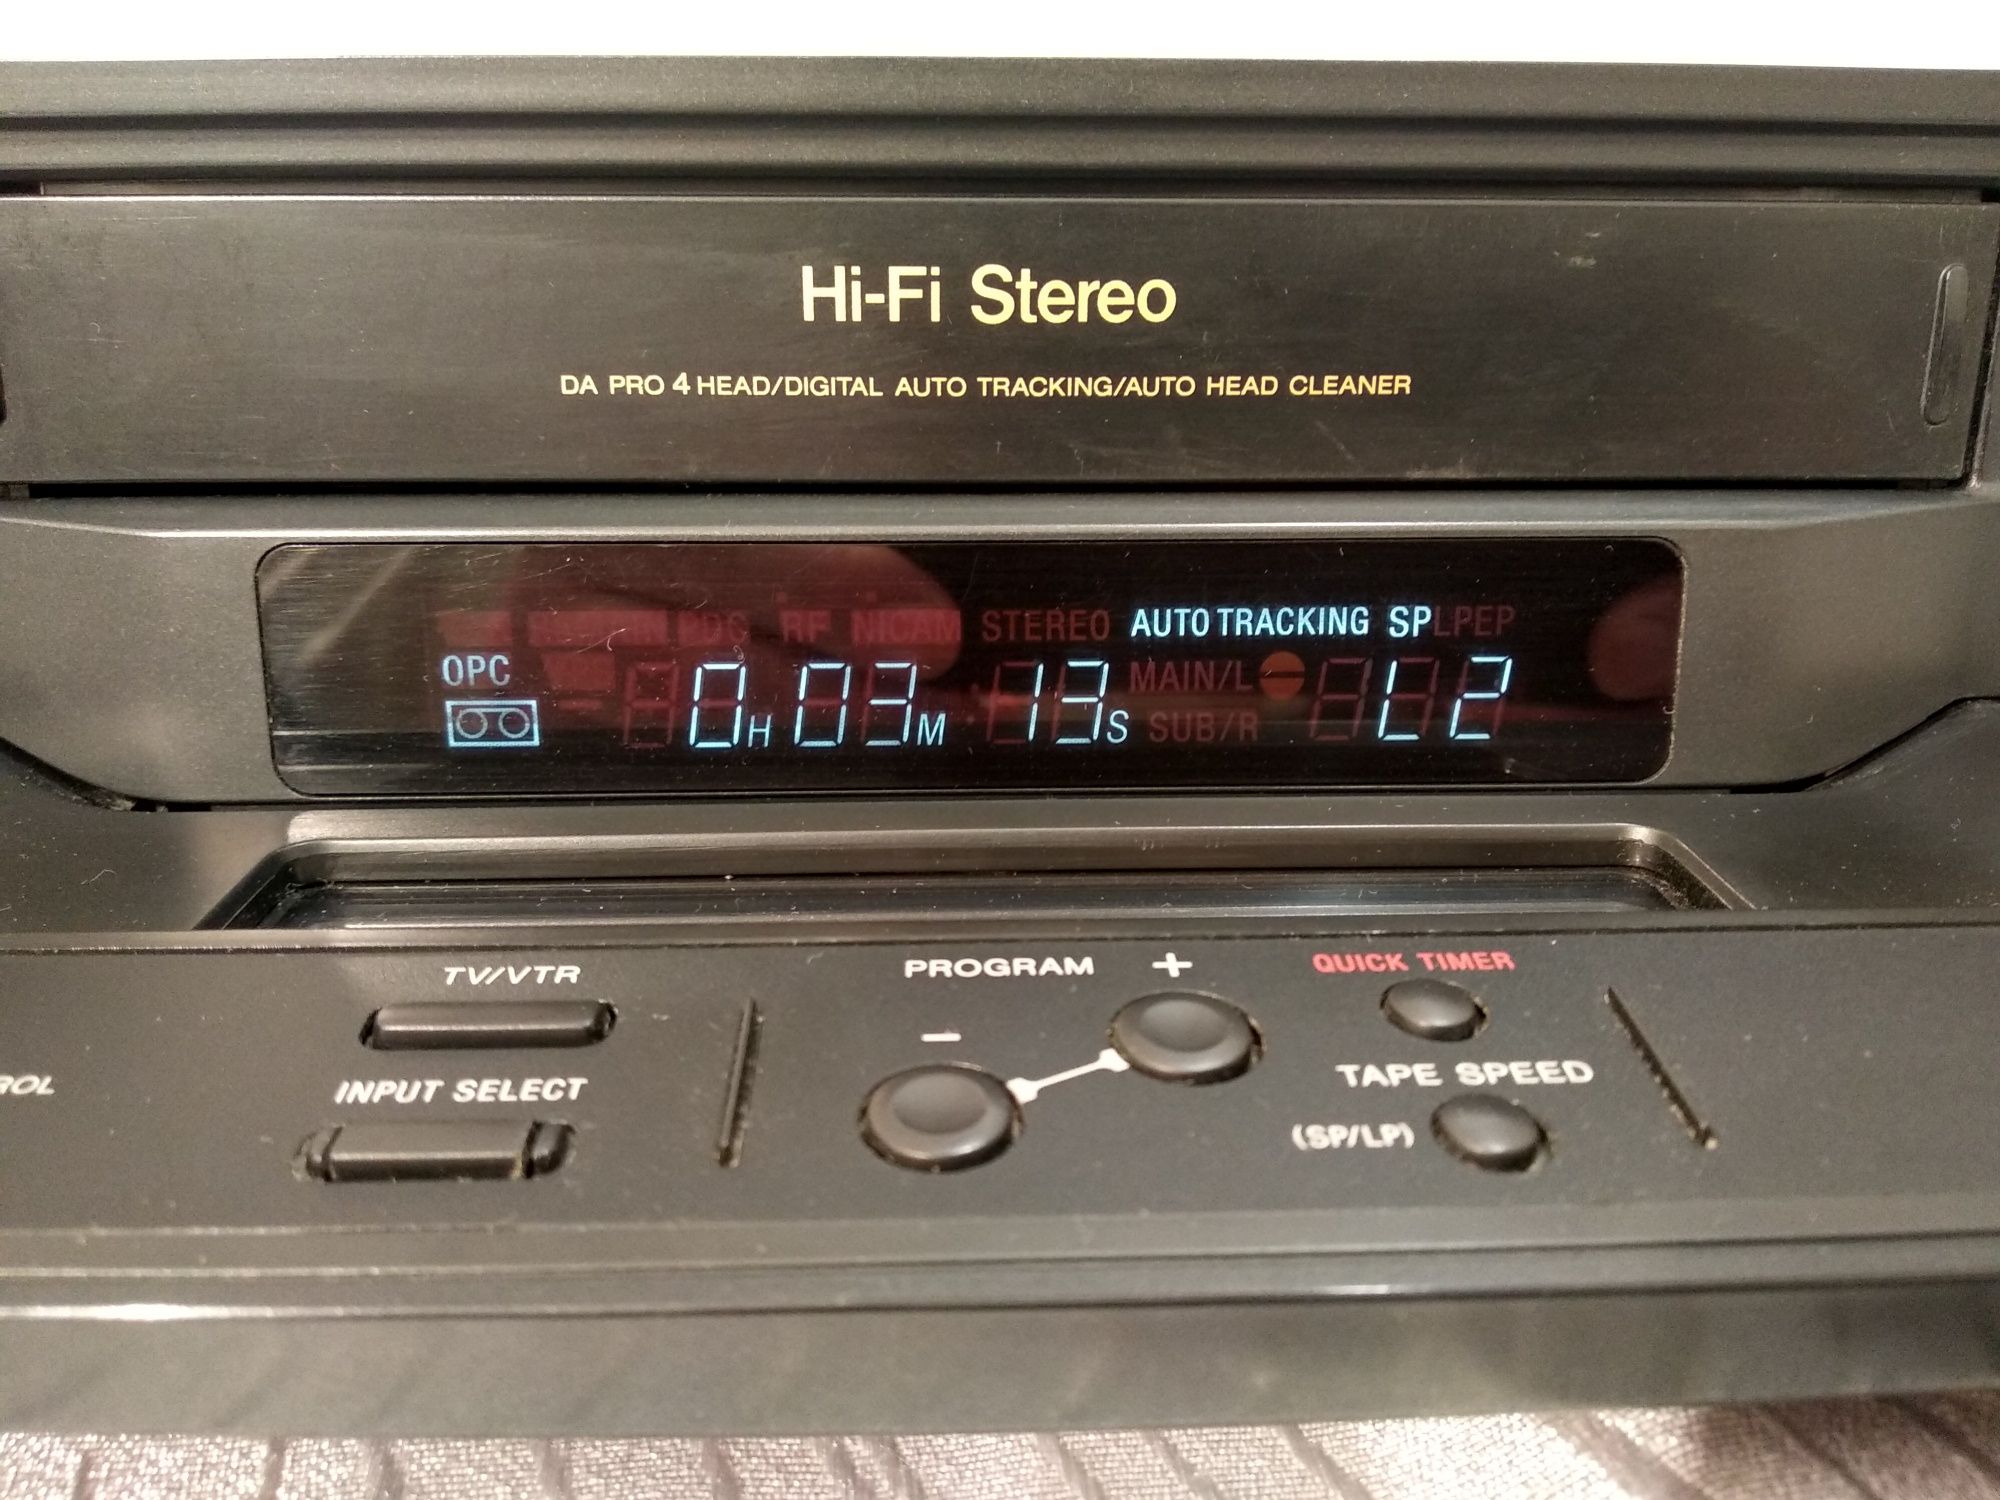 Hi-Fi Stereo
DA PRO 4 HEAD/DIGITAL AUTO TRACKING/AUTO HEAD CLEANER
PDC RF NICAM STEREO AUTO TRACKING SP LP EP
OPC 0H 03M 13S MAIN/L L2
SUB/R
TV/VTR
PROGRAM - +
QUICK TIMER
INPUT SELECT
TAPE SPEED
(SP/LP)